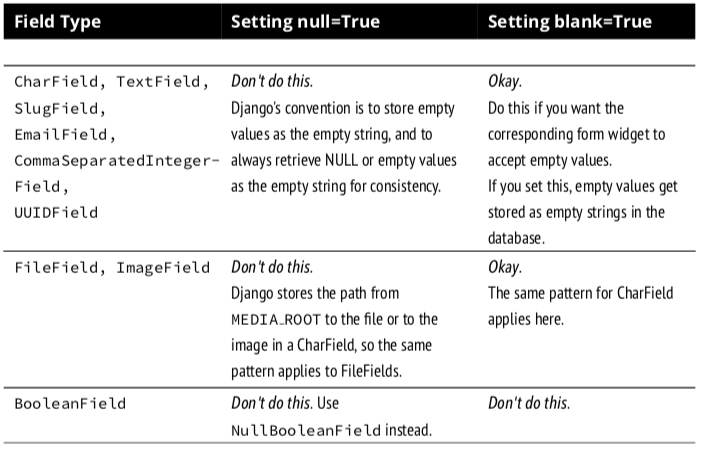 Field Type Setting null=True Setting blank=True
CharField, TextField,
SlugField,
EmailField,
CommaSeparatedInteger-
Field,
UUIDField
Don't do this.
Django's convention is to store empty
values as the empty string, and to
always retrieve NULL or empty values
as the empty string for consistency.
Okay.
Do this if you want the
corresponding form widget to
accept empty values.
If you set this, empty values get
stored as empty strings in the
database.
FileField, ImageField
Don't do this.
Django stores the path from
MEDIA_ROOT to the file or to the
image in a CharField, so the same
pattern applies to FileFields.
Okay.
The same pattern for CharField
applies here.
BooleanField
Don't do this. Use
NullBooleanField instead.
Don't do this.